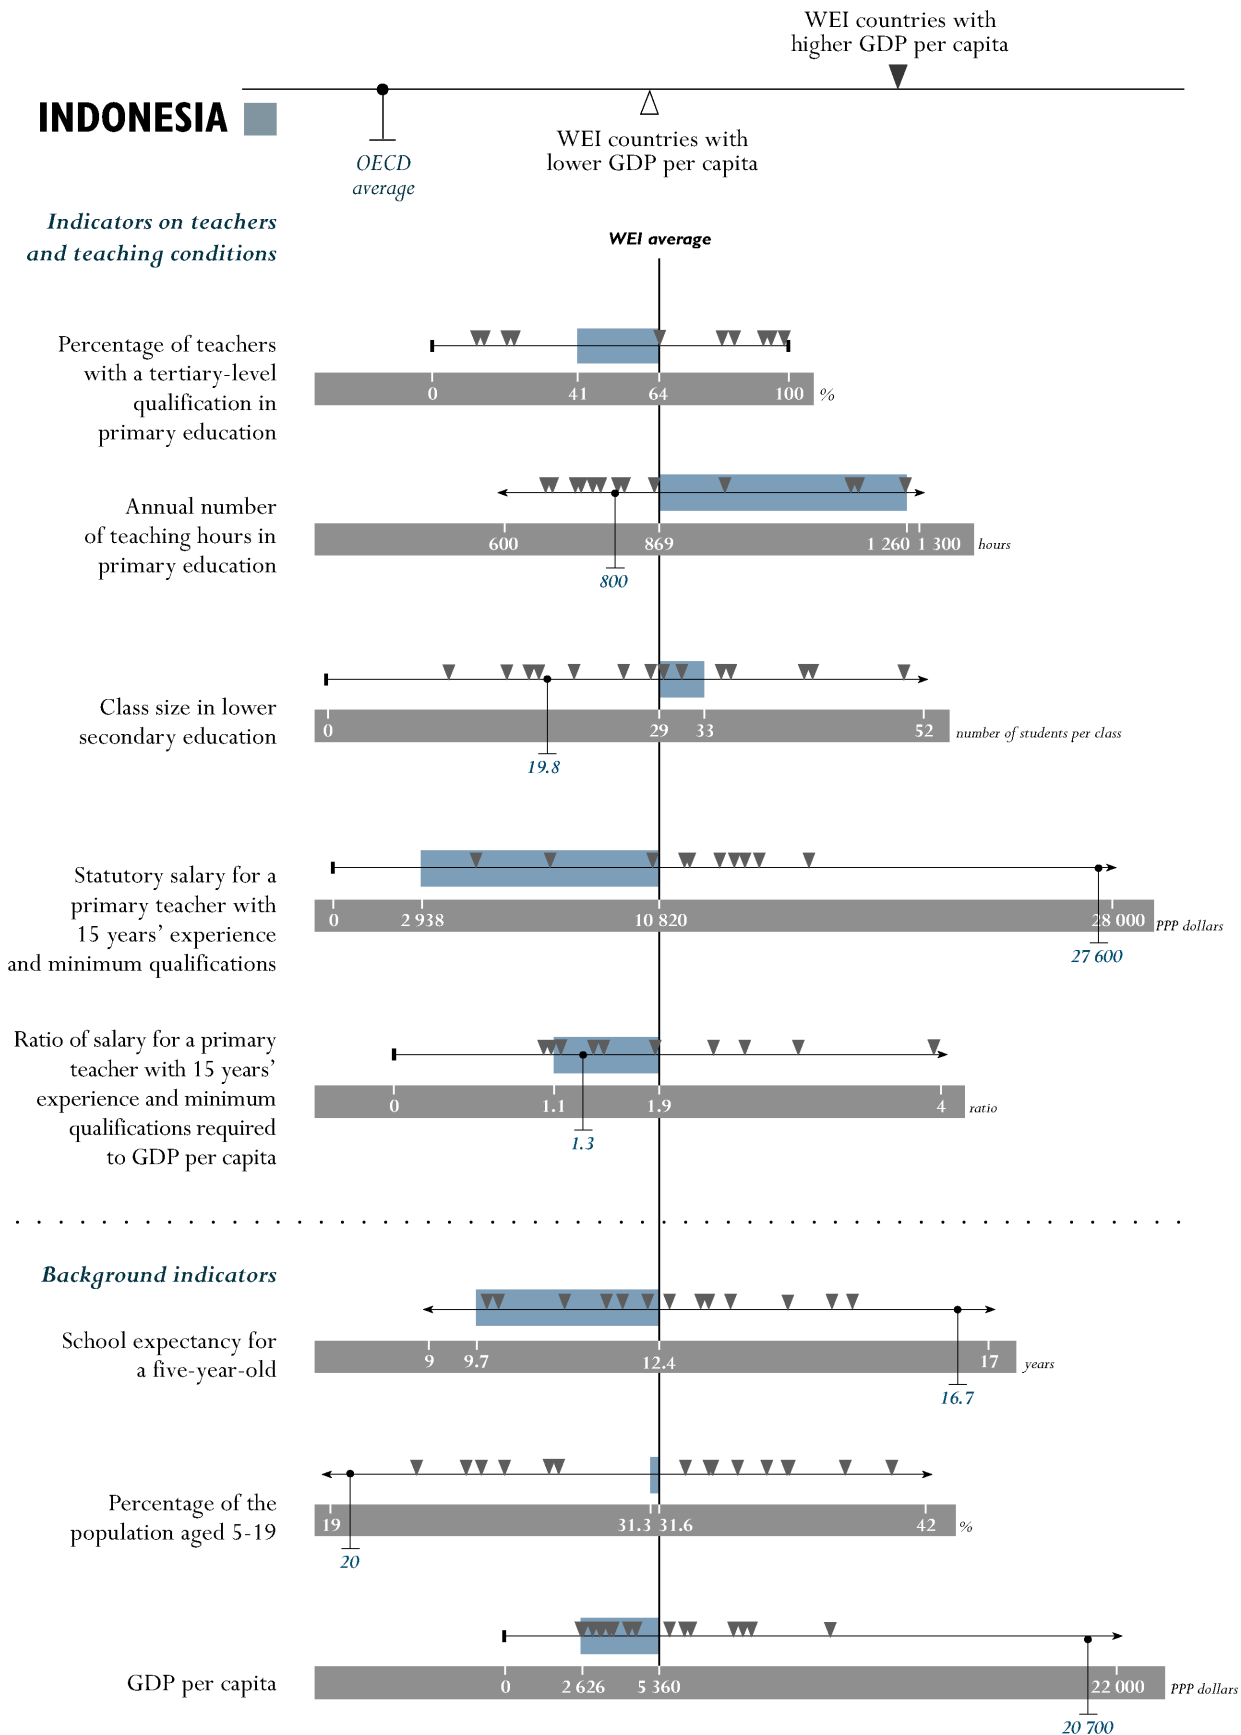 WEI countries with
higher GDP per capita
INDONESIA
OECD
average
WEI countries with
lower GDP per capita
Indicators on teachers
and teaching conditions
WEI average
Percentage of teachers
with a tertiary-level
qualification in
primary education
0 41 64 100 %
Annual number
of teaching hours in
primary education
600 869 1 260 1 300 hours
800
Class size in lower
secondary education
0 29 33 52 number of students per class
19.8
Statutory salary for a
primary teacher with
15 years’ experience
and minimum qualifications
0 2 938 10 820 28 000 PPP dollars
27 600
Ratio of salary for a primary
teacher with 15 years’
experience and minimum
qualifications required
to GDP per capita
0 1.1 1.9 4 ratio
1.3
Background indicators
School expectancy for
a five-year-old
9 9.7 12.4 17 years
16.7
Percentage of the
population aged 5-19
19 31.3 31.6 42 %
20
GDP per capita
0 2 626 5 360 22 000 PPP dollars
20 700